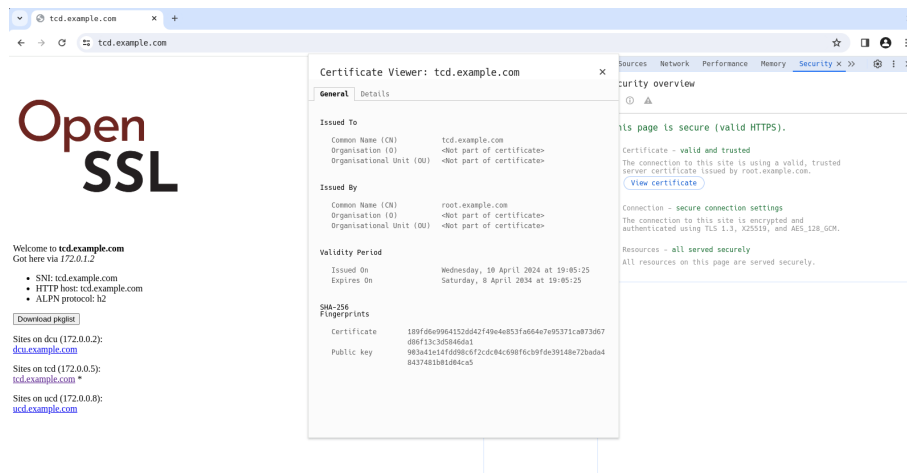 tcd.example.com
tcd.example.com
Open
SSL
Welcome to tcd.example.com
Got here via 172.0.1.2
SNI: tcd.example.com
HTTP host: tcd.example.com
ALPN protocol: h2
Download pkglist
Sites on dcu (172.0.0.2):
dcu.example.com
Sites on tcd (172.0.0.5):
tcd.example.com *
Sites on ucd (172.0.0.8):
ucd.example.com
Certificate Viewer: tcd.example.com
General Details
Issued To
Common Name (CN) tcd.example.com
Organisation (O) <Not part of certificate>
Organisational Unit (OU) <Not part of certificate>
Issued By
Common Name (CN) root.example.com
Organisation (O) <Not part of certificate>
Organisational Unit (OU) <Not part of certificate>
Validity Period
Issued On Wednesday, 10 April 2024 at 19:05:25
Expires On Saturday, 8 April 2034 at 19:05:25
SHA-256
Fingerprints
Certificate 189fd6e9964152dd42f49e4e853fa664e7e95371ca073d67
d86f13c3d5846da1
Public key 903a41e14fdd98c6f2cdc04c698f6cb9fde39148e72bada4
8437481b01d04ca5
Sources Network Performance Memory Security
curity overview
his page is secure (valid HTTPS).
Certificate - valid and trusted
The connection to this site is using a valid, trusted
server certificate issued by root.example.com.
View certificate
Connection - secure connection settings
The connection to this site is encrypted and
authenticated using TLS 1.3, X25519, and AES_128_GCM.
Resources - all served securely
All resources on this page are served securely.